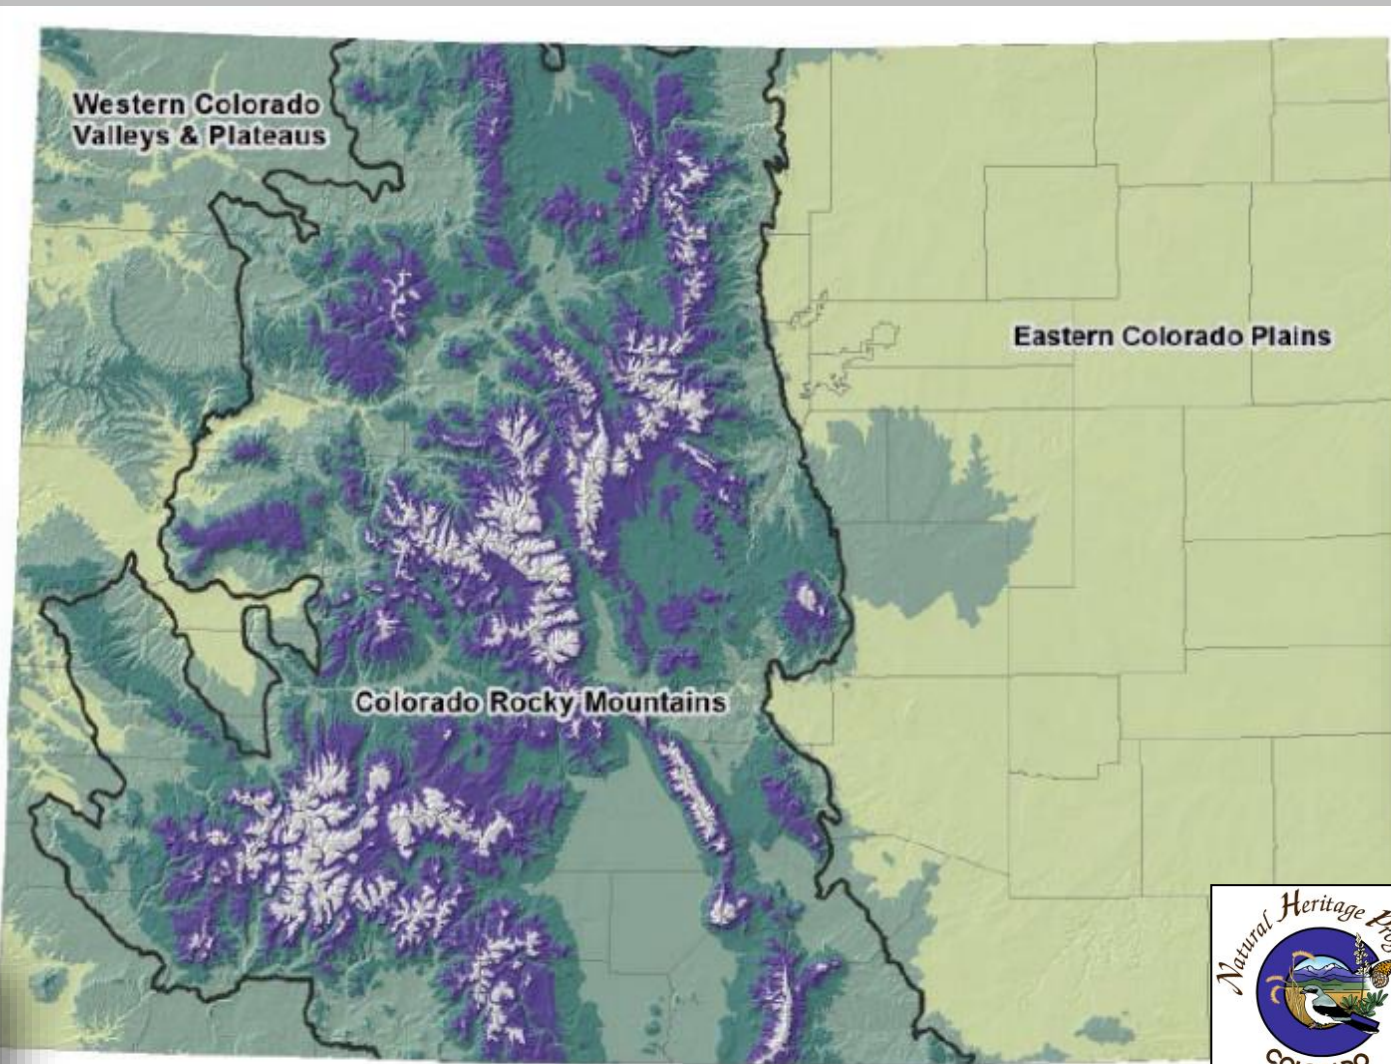 Western Colorado
Valleys & Plateaus
Eastern Colorado Plains
Colorado Rocky Mountains
Natural Heritage